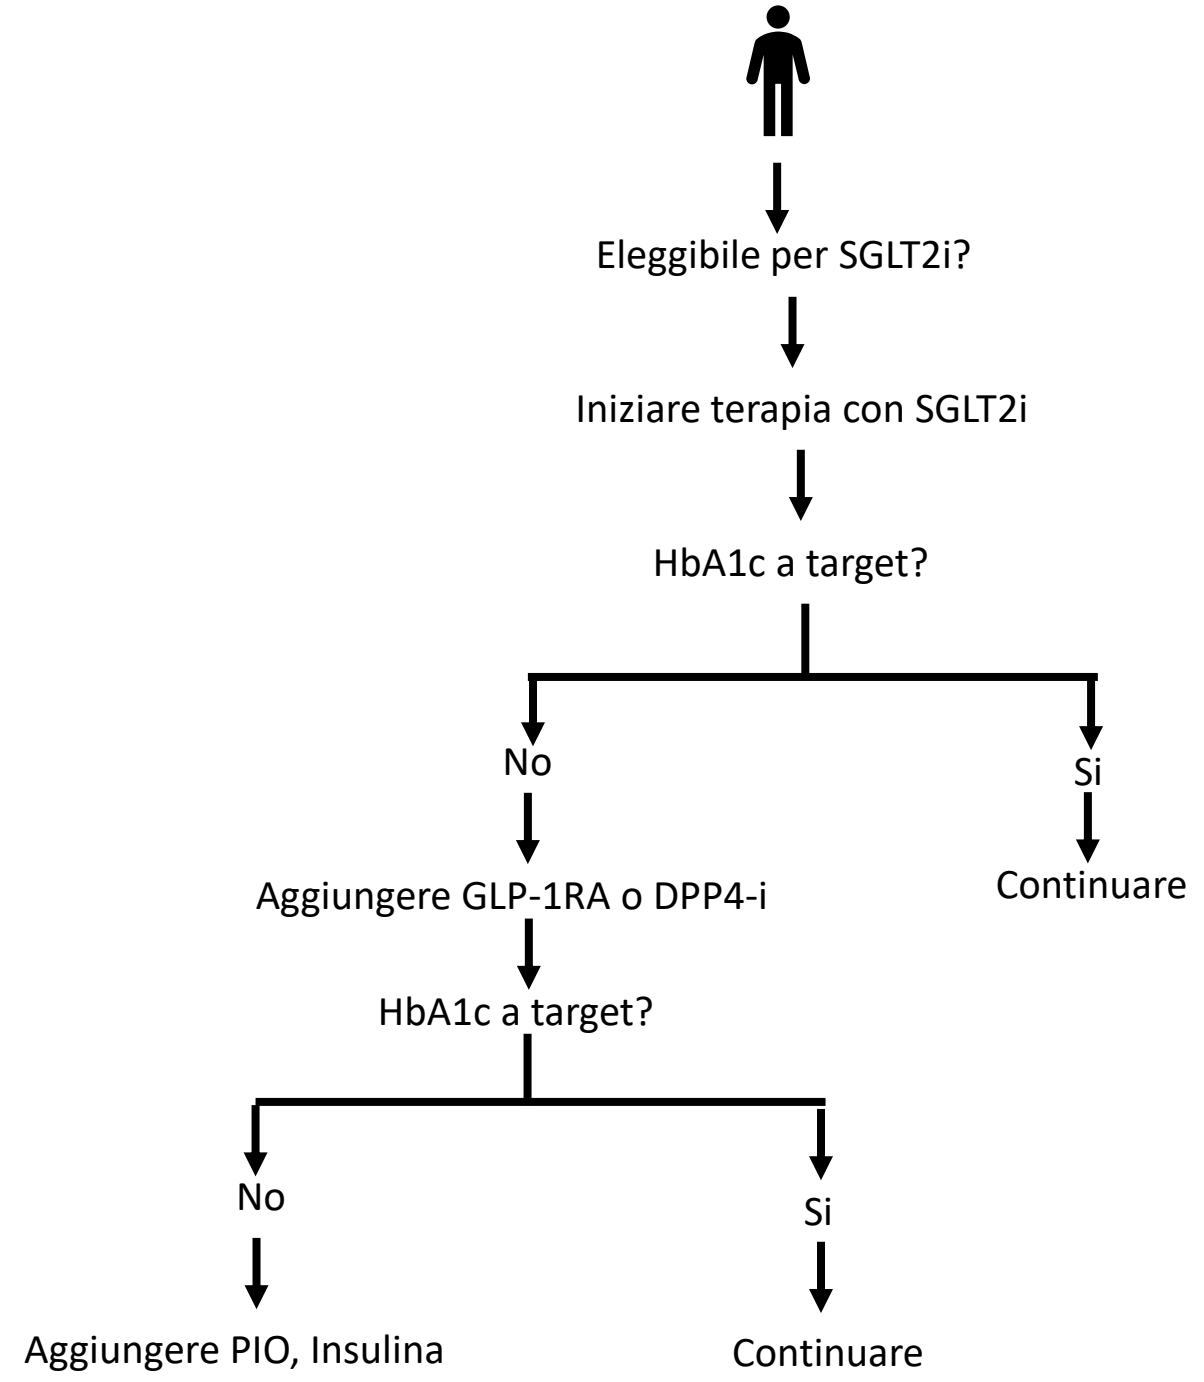 Eleggibile per SGLT2i?
Iniziare terapia con SGLT2i
HbA1c a target?
No
Si
Aggiungere GLP-1RA o DPP4-i
Continuare
HbA1c a target?
No
Si
Aggiungere PIO, Insulina
Continuare